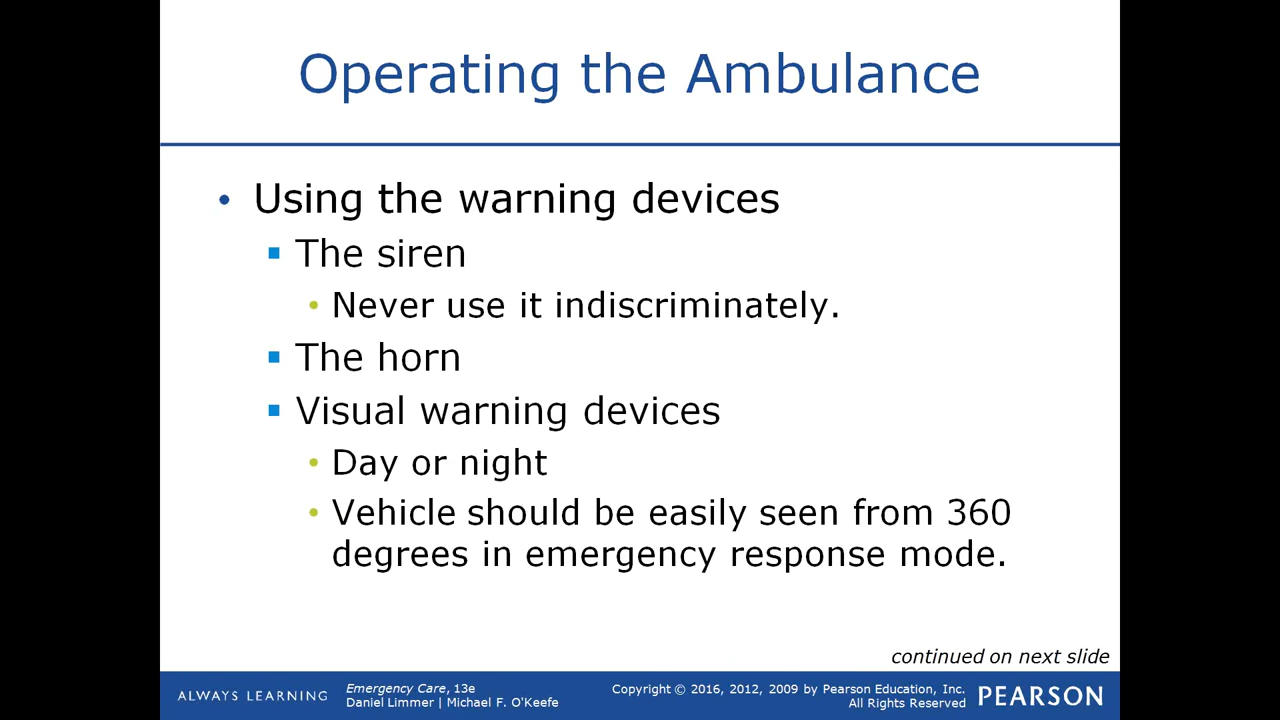 Operating the Ambulance
• Using the warning devices
▪ The siren
• Never use it indiscriminately.
▪ The horn
▪ Visual warning devices
• Day or night
• Vehicle should be easily seen from 360
degrees in emergency response mode.
continued on next slide
ALWAYS LEARNING
Emergency Care, 13e
Daniel Limmer | Michael F. O'Keefe
Copyright © 2016, 2012, 2009 by Pearson Education, Inc.
All Rights Reserved
PEARSON